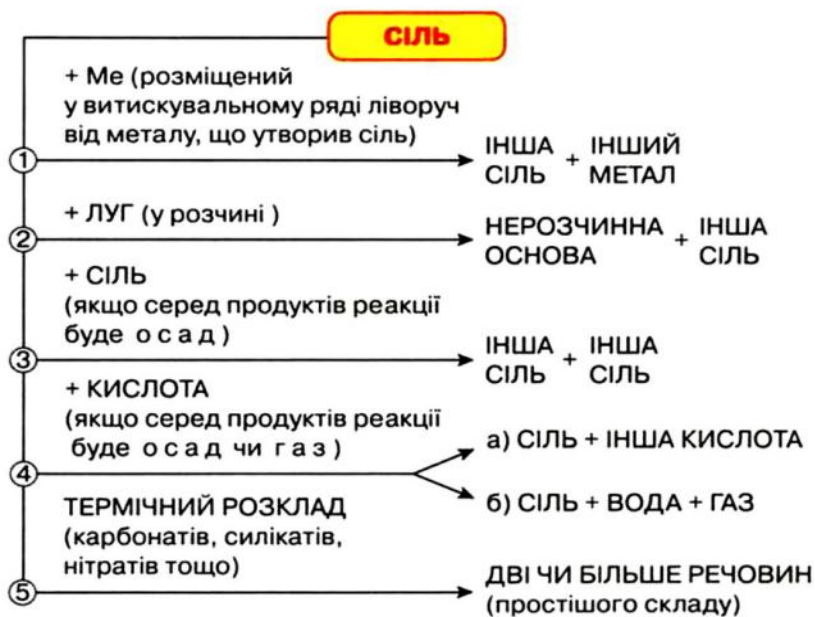 СІЛЬ
+ Ме (розміщений
у витискувальному ряді ліворуч
від металу, що утворив сіль)
① ІНША + ІНШИЙ
СІЛЬ МЕТАЛ
+ ЛУГ (у розчині )
② НЕРОЗЧИННА + ІНША
ОСНОВА СІЛЬ
+ СІЛЬ
(якщо серед продуктів реакції
буде о с а д )
③ ІНША + ІНША
СІЛЬ СІЛЬ
+ КИСЛОТА
(якщо серед продуктів реакції
буде о с а д чи г а з )
④ а) СІЛЬ + ІНША КИСЛОТА
б) СІЛЬ + ВОДА + ГАЗ
ТЕРМІЧНИЙ РОЗКЛАД
(карбонатів, силікатів,
нітратів тощо)
⑤ ДВІ ЧИ БІЛЬШЕ РЕЧОВИН
(простішого складу)